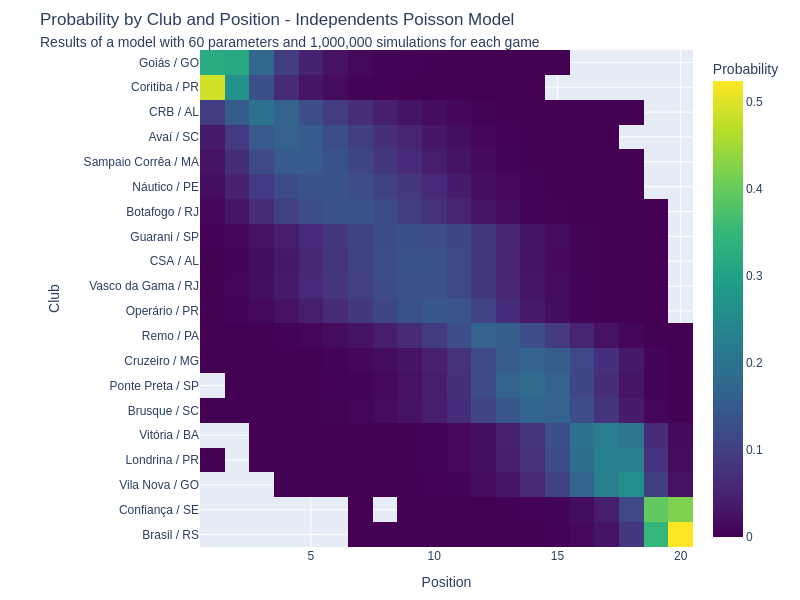 Probability by Club and Position - Independents Poisson Model
Results of a model with 60 parameters and 1,000,000 simulations for each game
Probability
Goiás / GO
Coritiba / PR
CRB / AL
Avaí / SC
Sampaio Corrêa / MA
Náutico / PE
Botafogo / RJ
Guarani / SP
CSA / AL
Vasco da Gama / RJ
Operário / PR
Remo / PA
Cruzeiro / MG
Ponte Preta / SP
Brusque / SC
Vitória / BA
Londrina / PR
Vila Nova / GO
Confiança / SE
Brasil / RS
Club
5
10
15
20
Position
0.5
0.4
0.3
0.2
0.1
0